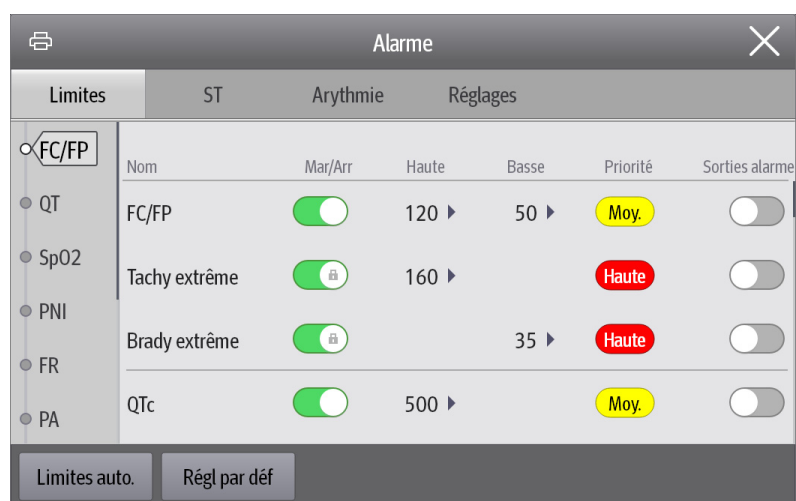 Alarme
Limites ST Arythmie Réglages
FC/FP
Nom Mar/Arr Haute Basse Priorité Sorties alarme
QT
FC/FP 120 50 Moy.
SpO2
Tachy extrême 160 Haute
PNI
Brady extrême 35 Haute
FR
QTc 500 Moy.
PA
Limites auto. Régl par déf